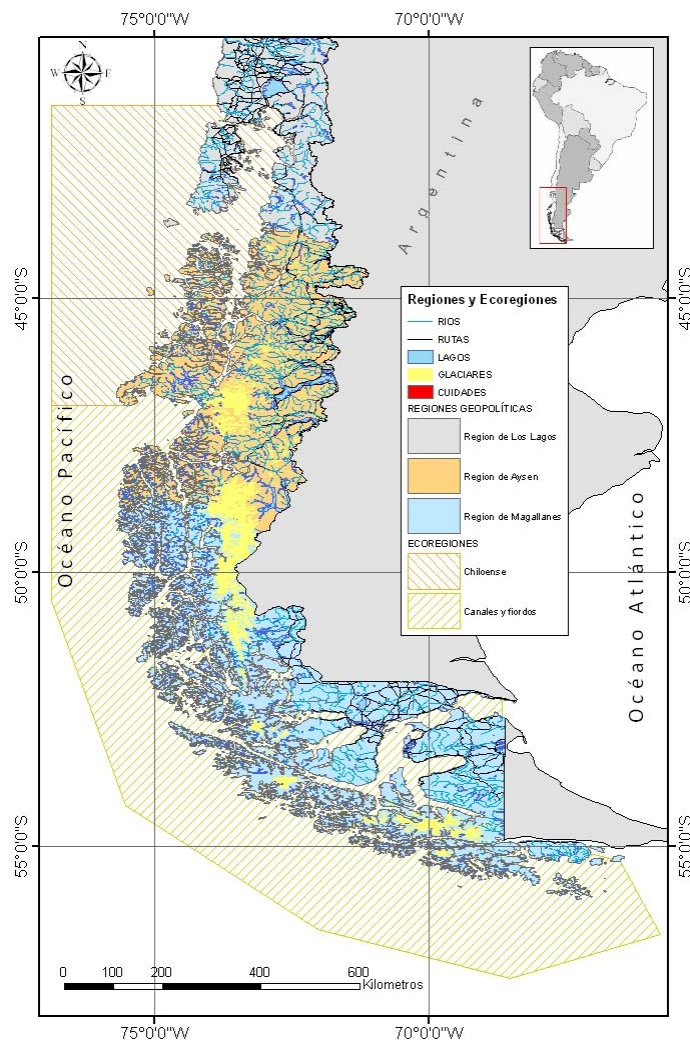 75°0'0"W 70°0'0"W
N
W E
S
Argentina
45°0'0"S 45°0'0"S
Regiones y Ecoregiones
RIOS
RUTAS
LAGOS
GLACIARES
CUIDADES
REGIONES GEOPOLÍTICAS
Region de Los Lagos
Region de Aysen
Region de Magallanes
ECOREGIONES
Chiloense
Canales y fiordos
Océano Pacífico
Océano Atlántico
50°0'0"S 50°0'0"S
55°0'0"S 55°0'0"S
0 100 200 400 600
Kilometros
75°0'0"W 70°0'0"W